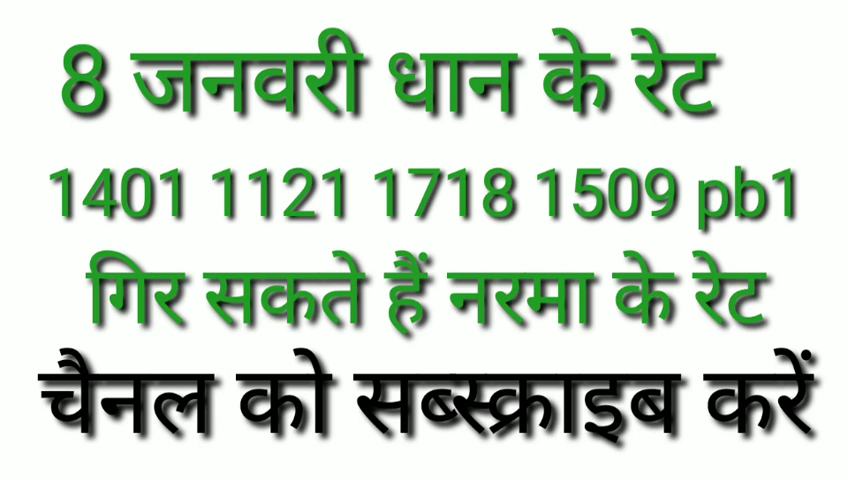 8 जनवरी धान के रेट
1401 1121 1718 1509 pb1
गिर सकते हैं नरमा के रेट
चैनल को सब्स्क्राइब करें